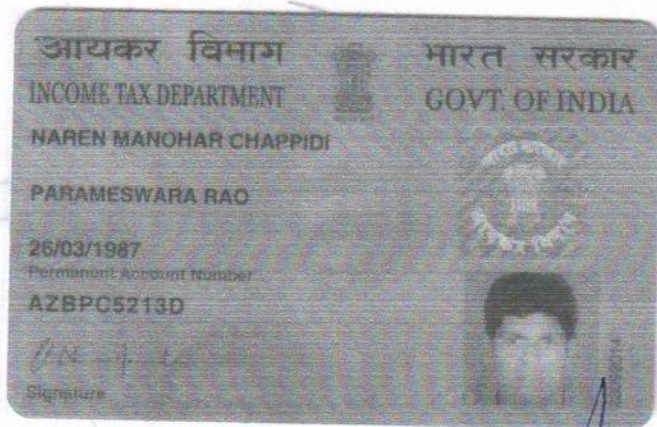 आयकर विभाग
भारत सरकार
INCOME TAX DEPARTMENT
GOVT. OF INDIA
NAREN MANOHAR CHAPPIDI
PARAMESWARA RAO
26/03/1987
Permanent Account Number
AZBPC5213D
Signature